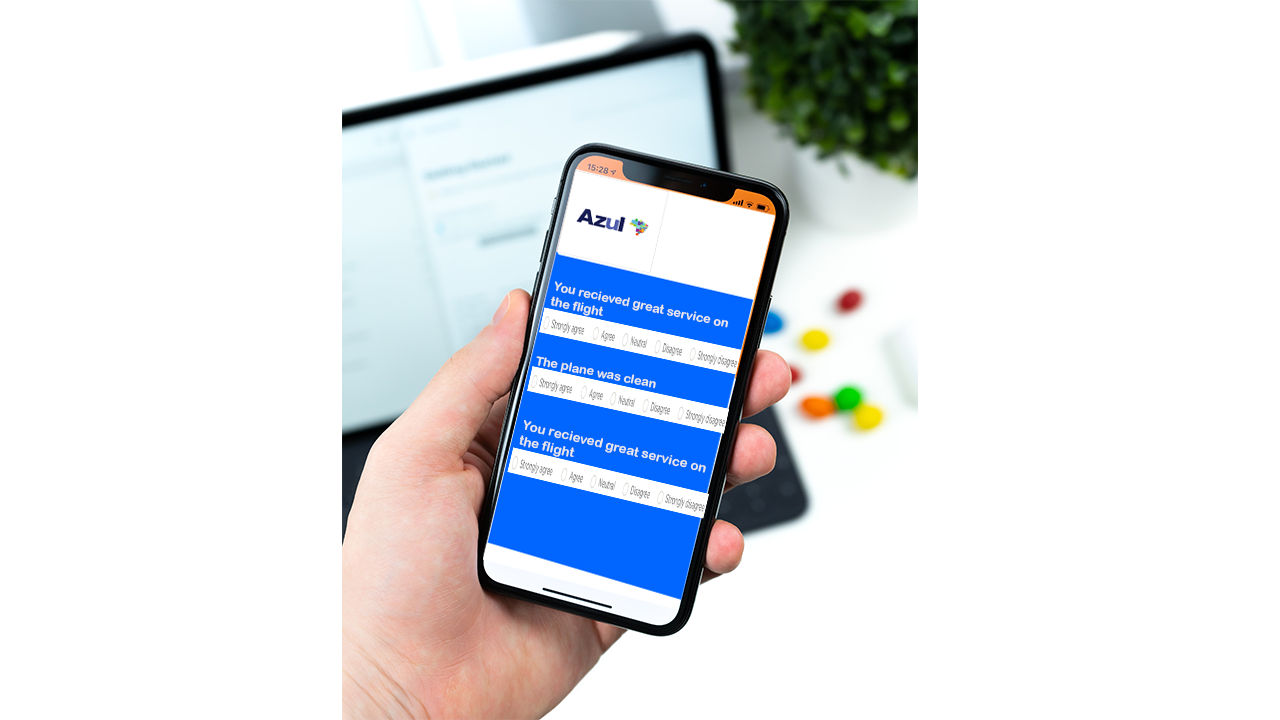 15:28
Azul
You recieved great service on
the flight
Strongly agree Agree Neutral Disagree Strongly disagree
The plane was clean
Strongly agree Agree Neutral Disagree Strongly disagree
You recieved great service on
the flight
Strongly agree Agree Neutral Disagree Strongly disagree